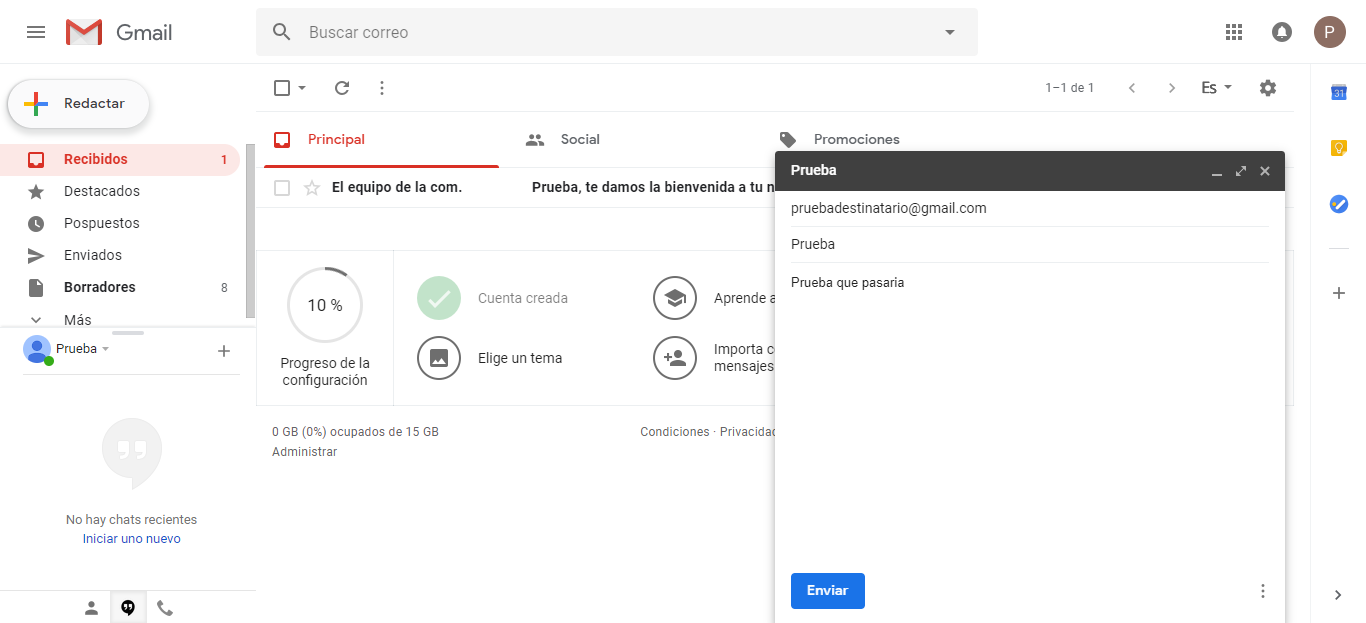 Gmail
Buscar correo
P
Redactar
1–1 de 1
Es
31
Principal
Social
Promociones
Recibidos 1
Destacados
Pospuestos
Enviados
Borradores 8
Más
El equipo de la com. Prueba, te damos la bienvenida a tu n
10 %
Progreso de la
configuración
Cuenta creada
Elige un tema
Aprende a
Importa c
mensajes
0 GB (0%) ocupados de 15 GB
Administrar
Condiciones · Privacidad
Prueba
No hay chats recientes
Iniciar uno nuevo
Prueba
pruebadestinatario@gmail.com
Prueba
Prueba que pasaria
Enviar